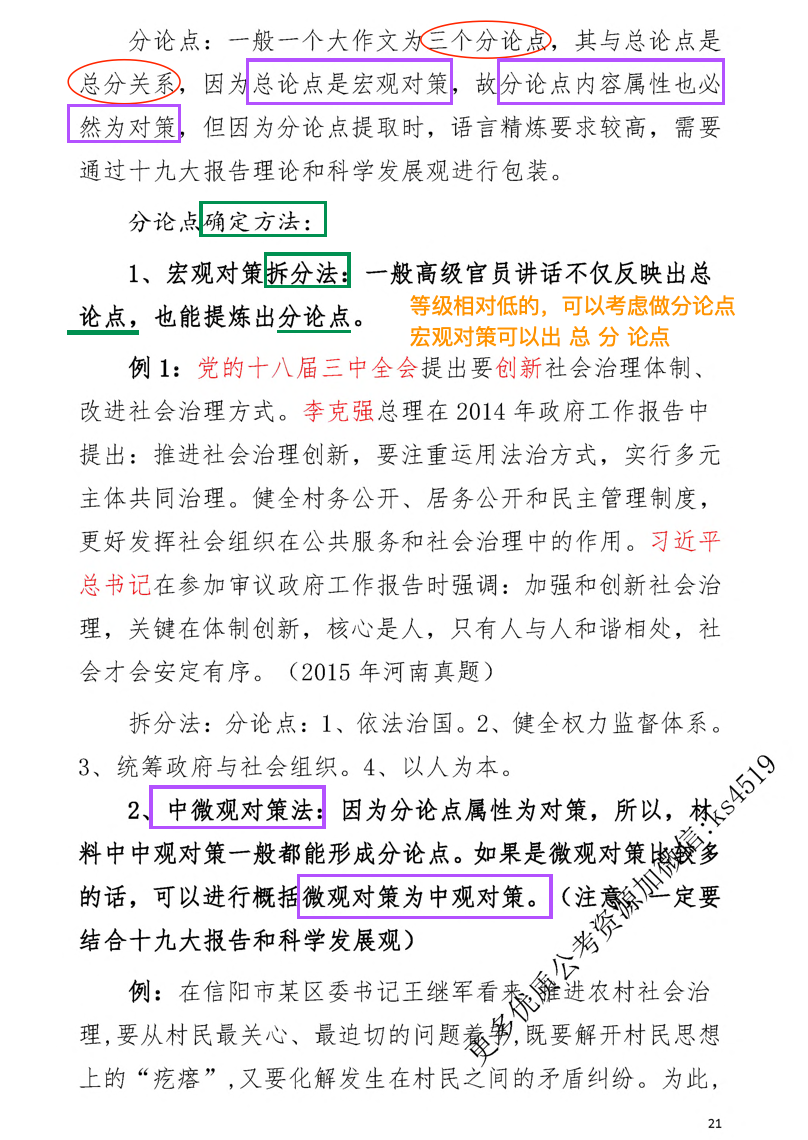 分论点：一般一个大作文为三个分论点，其与总论点是
总分关系，因为总论点是宏观对策，故分论点内容属性也必
然为对策，但因为分论点提取时，语言精炼要求较高，需要
通过十九大报告理论和科学发展观进行包装。
分论点确定方法：
1、宏观对策拆分法：一般高级官员讲话不仅反映出总
论点，也能提炼出分论点。
等级相对低的，可以考虑做分论点
宏观对策可以出 总 分 论点
例 1：党的十八届三中全会提出要创新社会治理体制、
改进社会治理方式。李克强总理在 2014 年政府工作报告中
提出：推进社会治理创新，要注重运用法治方式，实行多元
主体共同治理。健全村务公开、居务公开和民主管理制度，
更好发挥社会组织在公共服务和社会治理中的作用。习近平
总书记在参加审议政府工作报告时强调：加强和创新社会治
理，关键在体制创新，核心是人，只有人与人和谐相处，社
会才会安定有序。（2015 年河南真题）
拆分法：分论点：1、依法治国。2、健全权力监督体系。
3、统筹政府与社会组织。4、以人为本。
2、中微观对策法：因为分论点属性为对策，所以，材
料中中观对策一般都能形成分论点。如果是微观对策比较多
的话，可以进行概括微观对策为中观对策。（注意：一定要
结合十九大报告和科学发展观）
例：在信阳市某区委书记王继军看来，推进农村社会治
理,要从村民最关心、最迫切的问题着手,既要解开村民思想
上的“疙瘩”,又要化解发生在村民之间的矛盾纠纷。为此,
更多优质公考资源加微信:ks4519
21